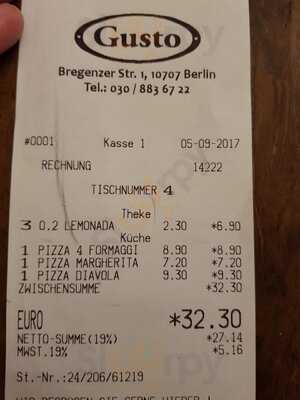 Gusto
Bregenzer Str. 1, 10707 Berlin
Tel.: 030 / 883 67 22
#0001 Kasse 1 05-09-2017
RECHNUNG 14222
TISCHNUMMER 4
Theke
3 0.2 LEMONADA 2.30 *6.90
Küche
1 PIZZA 4 FORMAGGI 8.90 *8.90
1 PIZZA MARGHERITA 7.20 *7.20
1 PIZZA DIAVOLA 9.30 *9.30
ZWISCHENSUMME *32.30
EURO *32.30
NETTO-SUMME(19%) *27.14
MWST.19% *5.16
St.-Nr.:24/206/61219